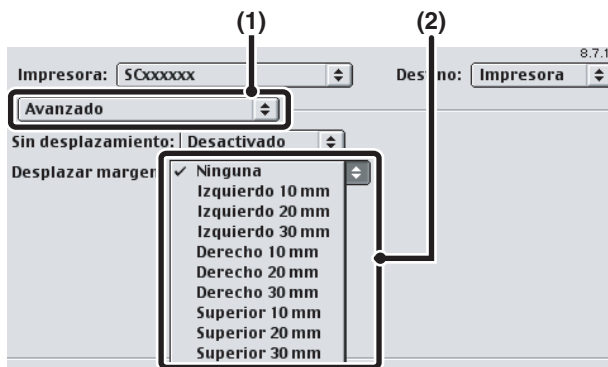 (1) (2)
8.7.1
Impresora: SCxxxxxx Destino: Impresora
Avanzado
Sin desplazamiento: Desactivado
Desplazar margen ✓ Ninguna
Izquierdo 10 mm
Izquierdo 20 mm
Izquierdo 30 mm
Derecho 10 mm
Derecho 20 mm
Derecho 30 mm
Superior 10 mm
Superior 20 mm
Superior 30 mm